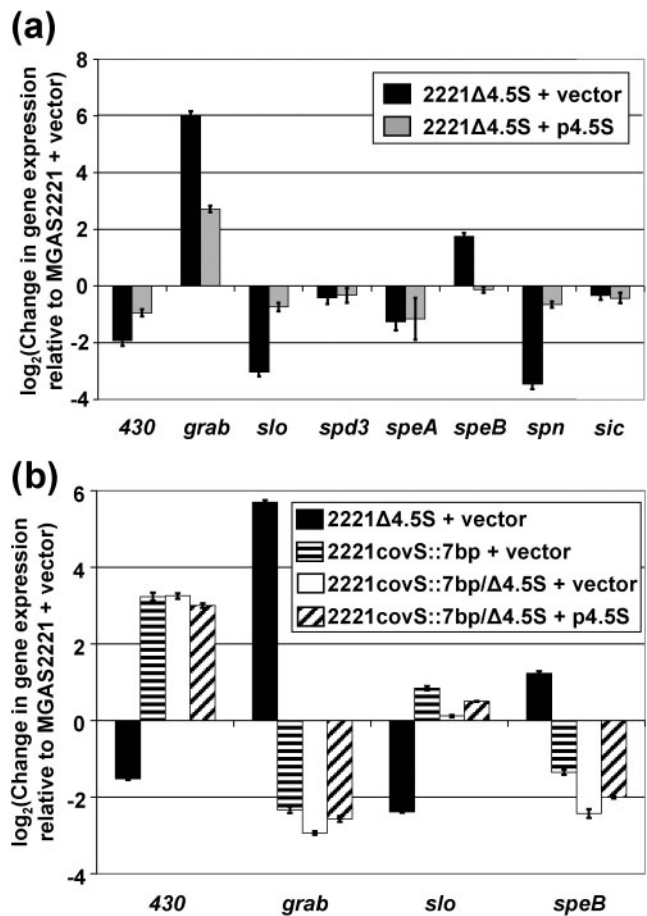 (a)
log2(Change in gene expression
relative to MGAS2221 + vector)
8
6
4
2
0
-2
-4
2221Δ4.5S + vector
2221Δ4.5S + p4.5S
430 grab slo spd3 speA speB spn sic
(b)
log2(Change in gene expression
relative to MGAS2221 + vector)
6
4
2
0
-2
-4
2221Δ4.5S + vector
2221covS::7bp + vector
2221covS::7bp/Δ4.5S + vector
2221covS::7bp/Δ4.5S + p4.5S
430 grab slo speB